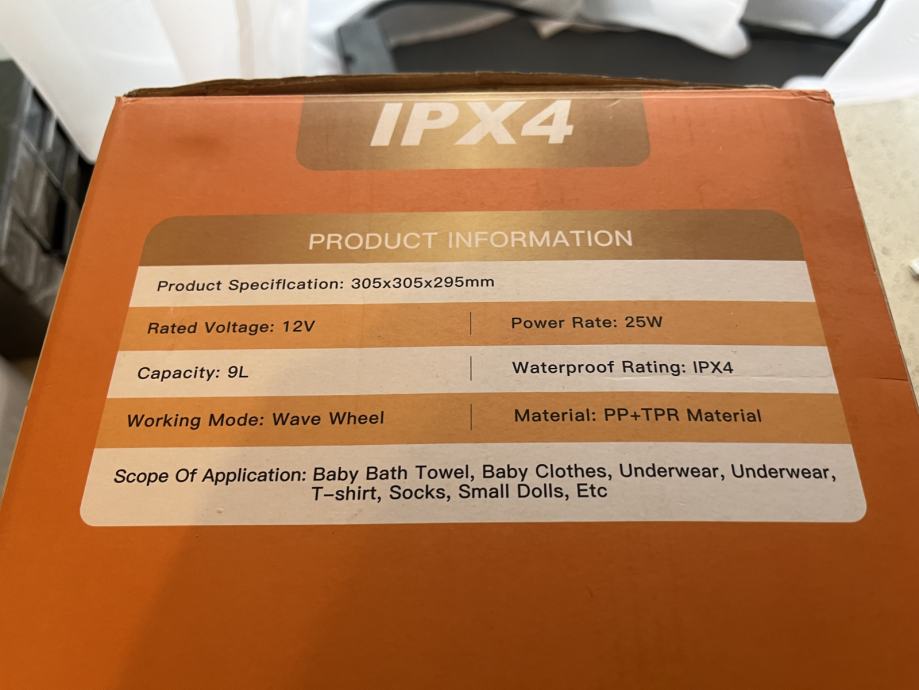 IPX4
PRODUCT INFORMATION
Product Specification: 305x305x295mm
Rated Voltage: 12V | Power Rate: 25W
Capacity: 9L | Waterproof Rating: IPX4
Working Mode: Wave Wheel | Material: PP+TPR Material
Scope Of Application: Baby Bath Towel, Baby Clothes, Underwear, Underwear,
T-shirt, Socks, Small Dolls, Etc